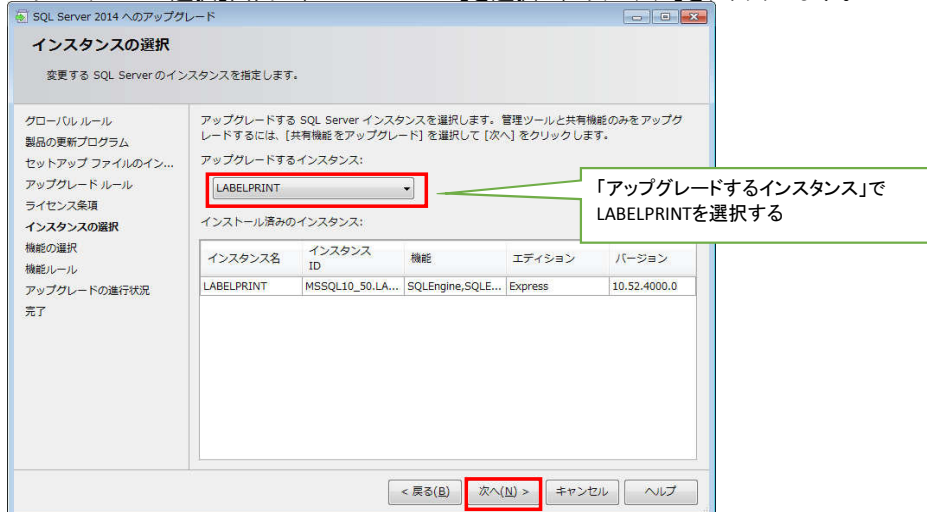 SQL Server 2014 へのアップグレード
インスタンスの選択
変更する SQL Server のインスタンスを指定します。
グローバル ルール
製品の更新プログラム
セットアップ ファイルのイン...
アップグレード ルール
ライセンス条項
インスタンスの選択
機能の選択
機能ルール
アップグレードの進行状況
完了
アップグレードする SQL Server インスタンスを選択します。管理ツールと共有機能のみをアップグ
レードするには、[共有機能をアップグレード] を選択して [次へ] をクリックします。
アップグレードするインスタンス:
LABELPRINT
インストール済みのインスタンス:
インスタンス名 インスタンス ID 機能 エディション バージョン
LABELPRINT MSSQL10_50.LA... SQLEngine,SQLE... Express 10.52.4000.0
「アップグレードするインスタンス」で
LABELPRINTを選択する
< 戻る(B) 次へ(N) > キャンセル ヘルプ